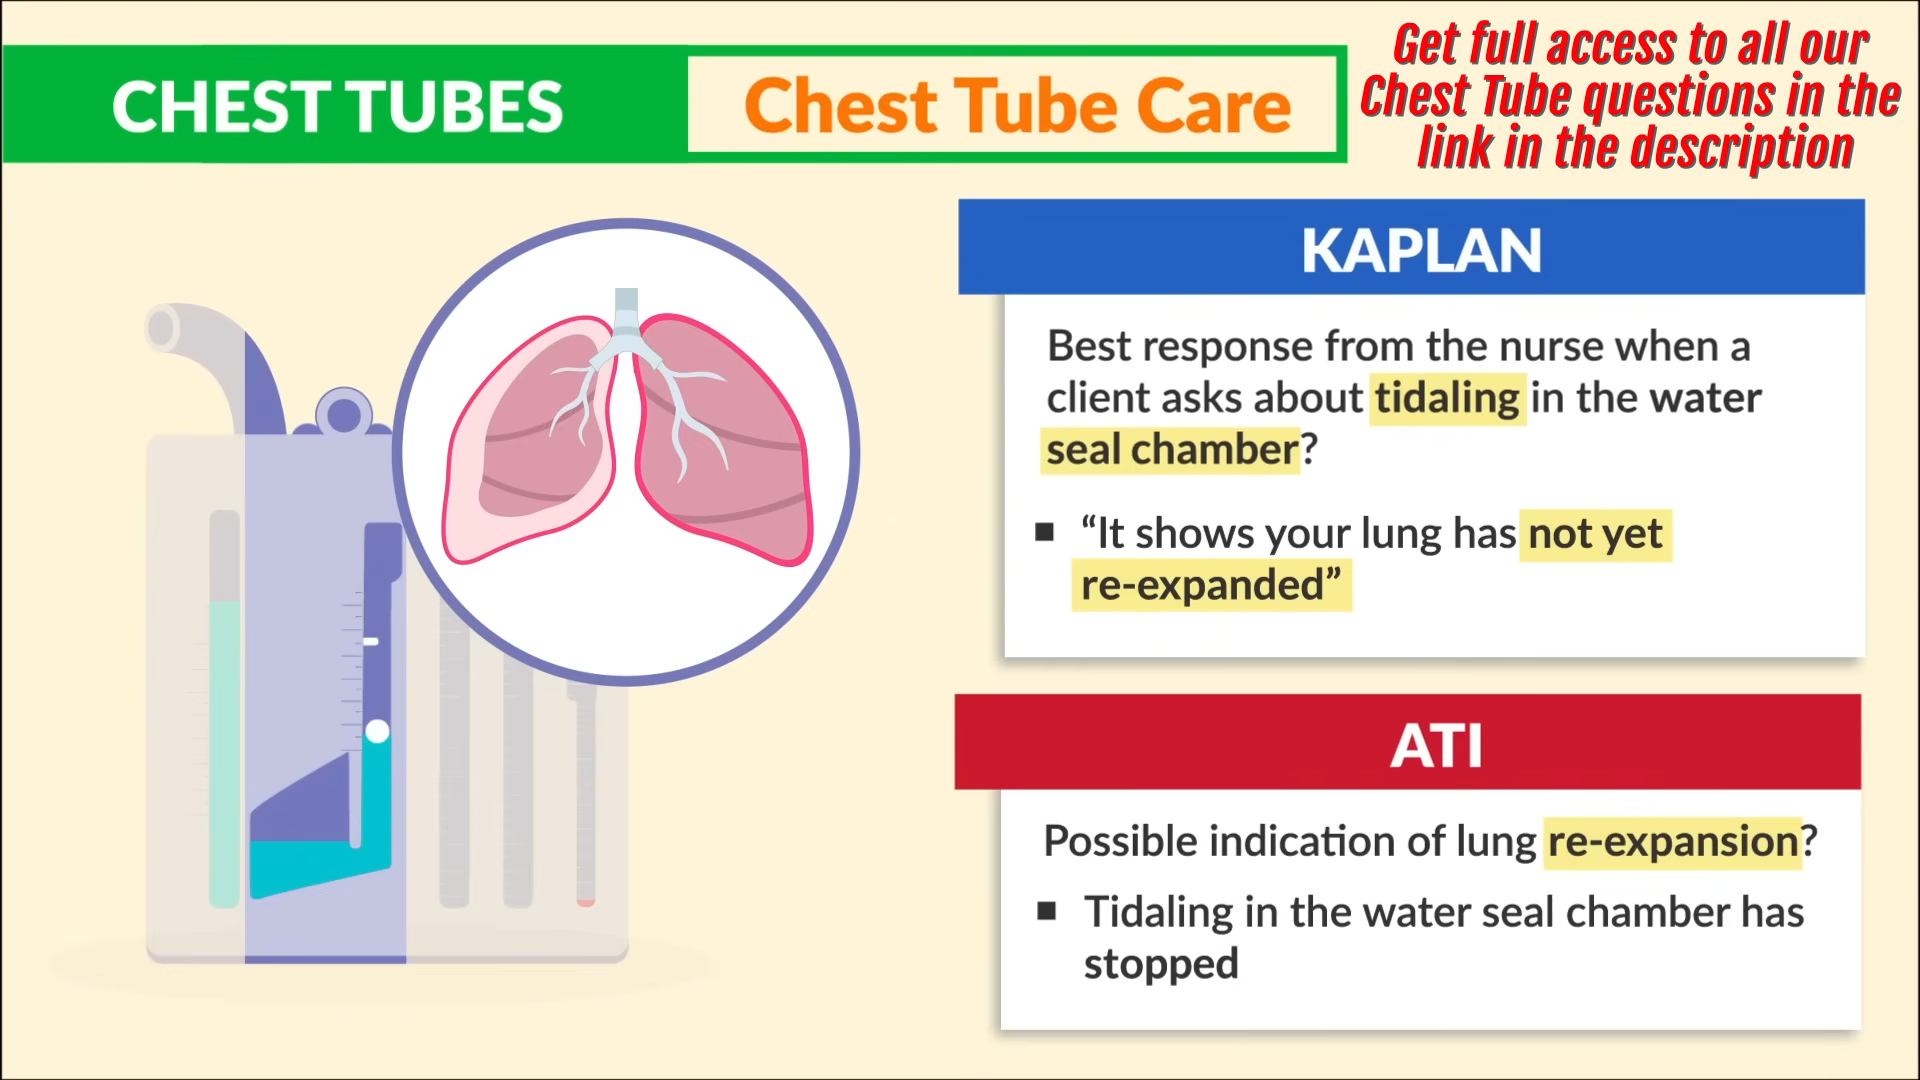 CHEST TUBES
Chest Tube Care
Get full access to all our
Chest Tube questions in the
link in the description
KAPLAN
Best response from the nurse when a
client asks about tidaling in the water
seal chamber?
▪ “It shows your lung has not yet
re-expanded”
ATI
Possible indication of lung re-expansion?
▪ Tidaling in the water seal chamber has
stopped